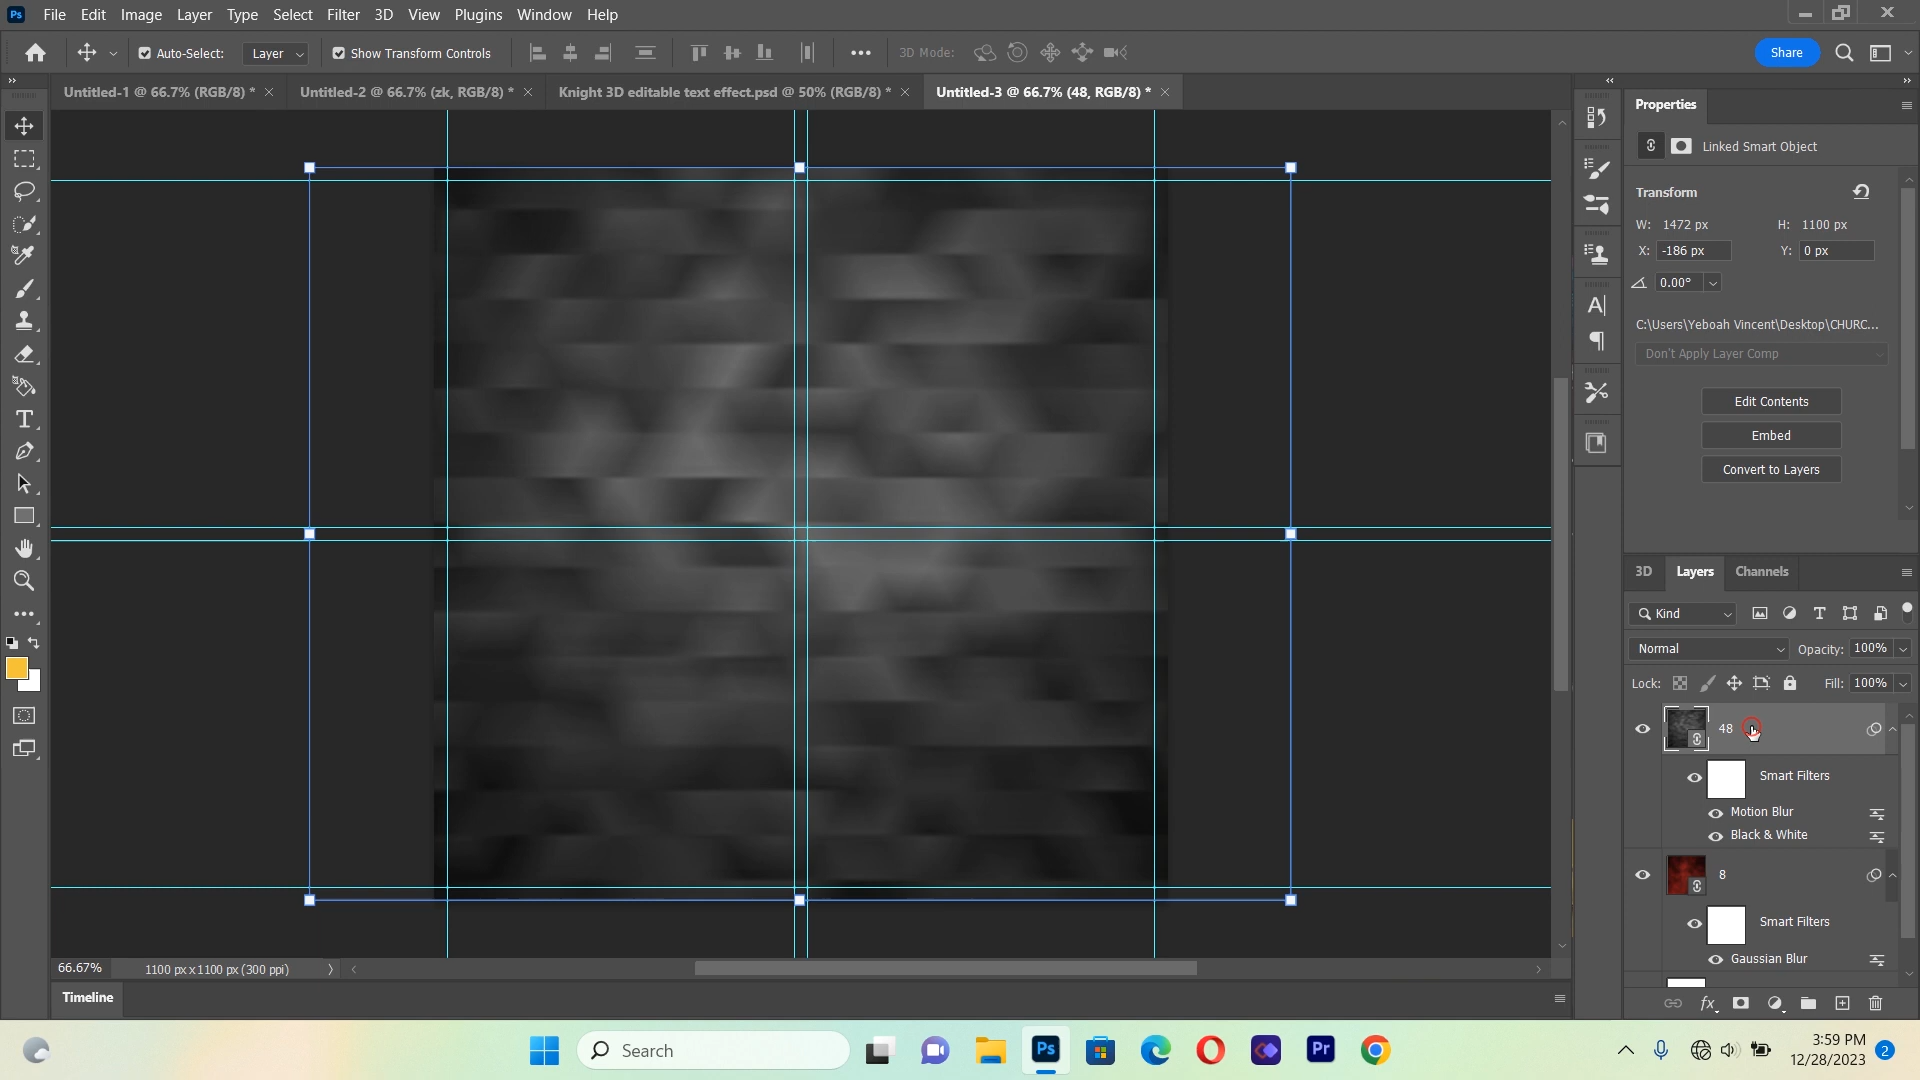 Ps File Edit Image Layer Type Select Filter 3D View Plugins Window Help
Auto-Select: Layer Show Transform Controls 3D Mode: Share
Untitled-1 @ 66.7% (RGB/8) * Untitled-2 @ 66.7% (zk, RGB/8) * Knight 3D editable text effect.psd @ 50% (RGB/8) * Untitled-3 @ 66.7% (48, RGB/8) *
Properties
Linked Smart Object
Transform
W: 1472 px H: 1100 px
X: -186 px Y: 0 px
0.00°
C:\Users\Yeboah Vincent\Desktop\CHURC...
Don't Apply Layer Comp
Edit Contents
Embed
Convert to Layers
3D Layers Channels
Kind
Normal Opacity: 100%
Lock: Fill: 100%
48
Smart Filters
Motion Blur
Black & White
8
Smart Filters
Gaussian Blur
66.67% 1100 px x 1100 px (300 ppi)
Timeline
Search
Ps
Pr
3:59 PM
12/28/2023
2